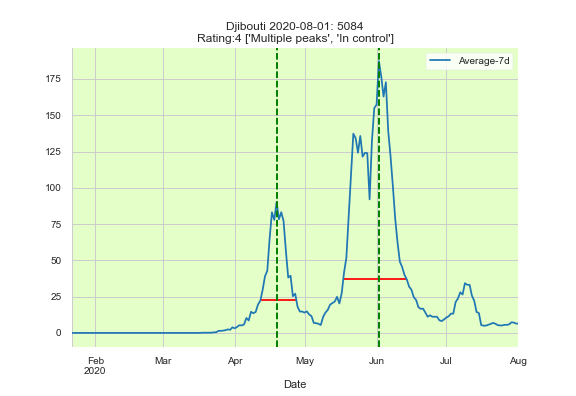 Djibouti 2020-08-01: 5084
Rating:4 ['Multiple peaks', 'In control']
Average-7d
175
150
125
100
75
50
25
0
Feb
2020
Mar
Apr
May
Jun
Jul
Aug
Date